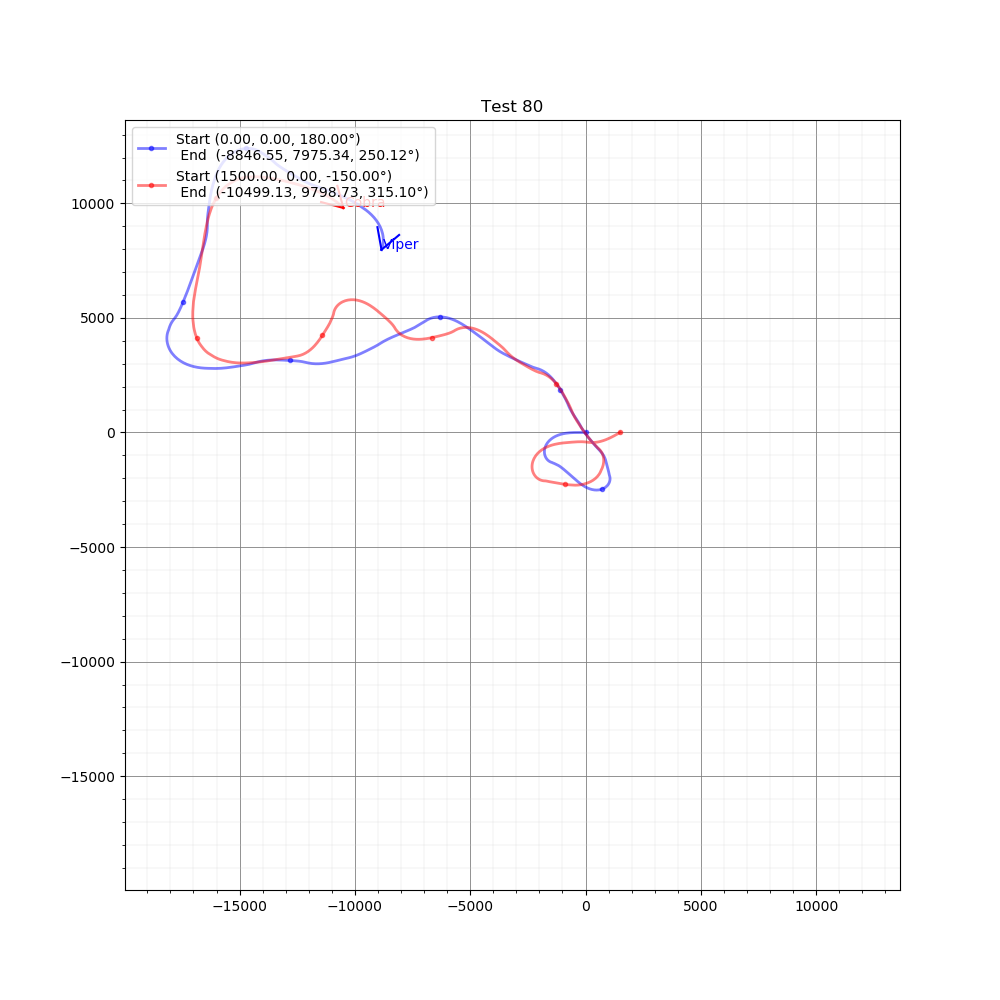 Test 80
Start (0.00, 0.00, 180.00°)
End (-8846.55, 7975.34, 250.12°)
Start (1500.00, 0.00, -150.00°)
End (-10499.13, 9798.73, 315.10°)
Viper
10000
5000
0
−5000
−10000
−15000
−15000
−10000
−5000
0
5000
10000